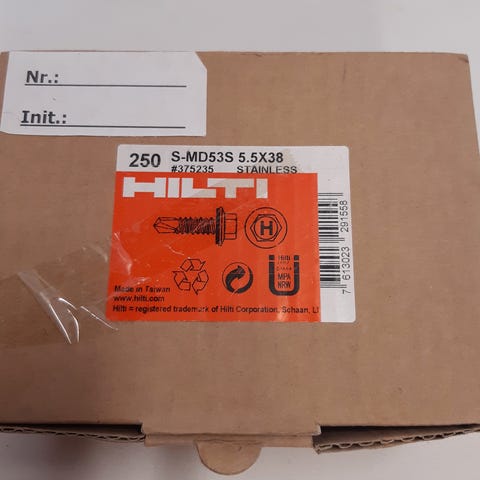 Nr.:
Init.:
250 S-MD53S 5.5X38
#375235 STAINLESS
HILTI
H
Hilti
MPA
NRW
Made in Taiwan
www.hilti.com
Hilti = registered trademark of Hilti Corporation, Schaan, LI
7 613023 291558